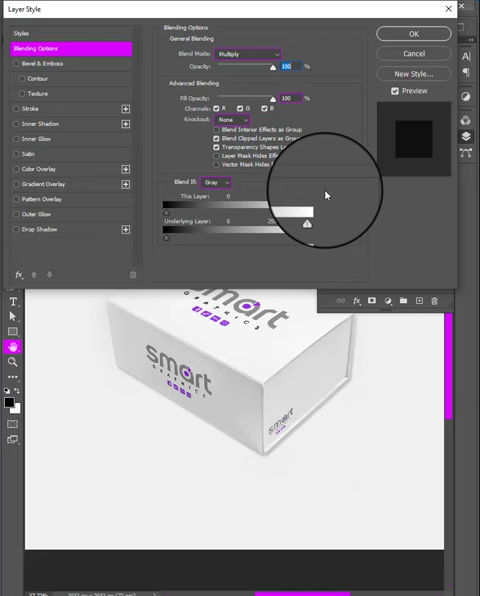 Layer Style
Styles
Blending Options
Bevel & Emboss
Contour
Texture
Stroke
Inner Shadow
Inner Glow
Satin
Color Overlay
Gradient Overlay
Pattern Overlay
Outer Glow
Drop Shadow
fx
Blending Options
General Blending
Blend Mode: Multiply
Opacity: 100 %
Advanced Blending
Fill Opacity: 100 %
Channels: R G B
Knockout: None
Blend Interior Effects as Group
Blend Clipped Layers as Group
Transparency Shapes
Layer Mask Hides
Vector Mask Hides
Blend If: Gray
This Layer: 0
Underlying Layer: 0
OK
Cancel
New Style...
Preview
A
fx
T
smart
GRAPHICS
smart
GRAPHICS
smart